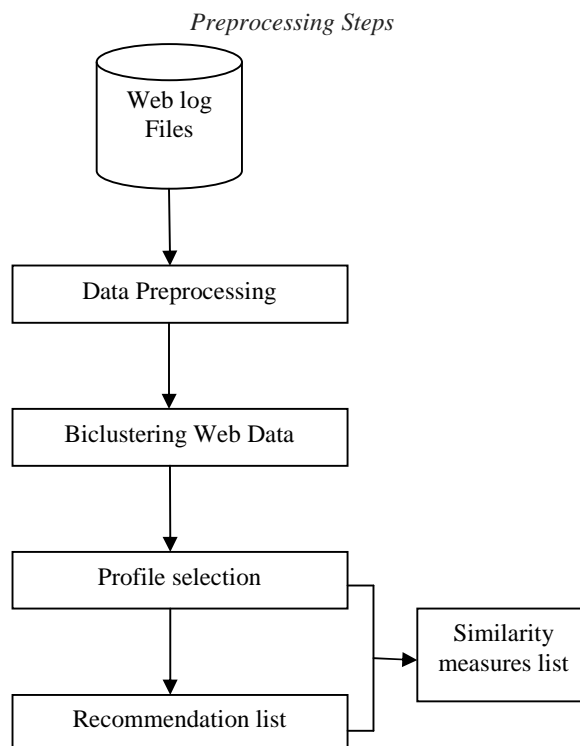 Preprocessing Steps
Web log
Files
Data Preprocessing
Biclustering Web Data
Profile selection
Similarity
measures list
Recommendation list